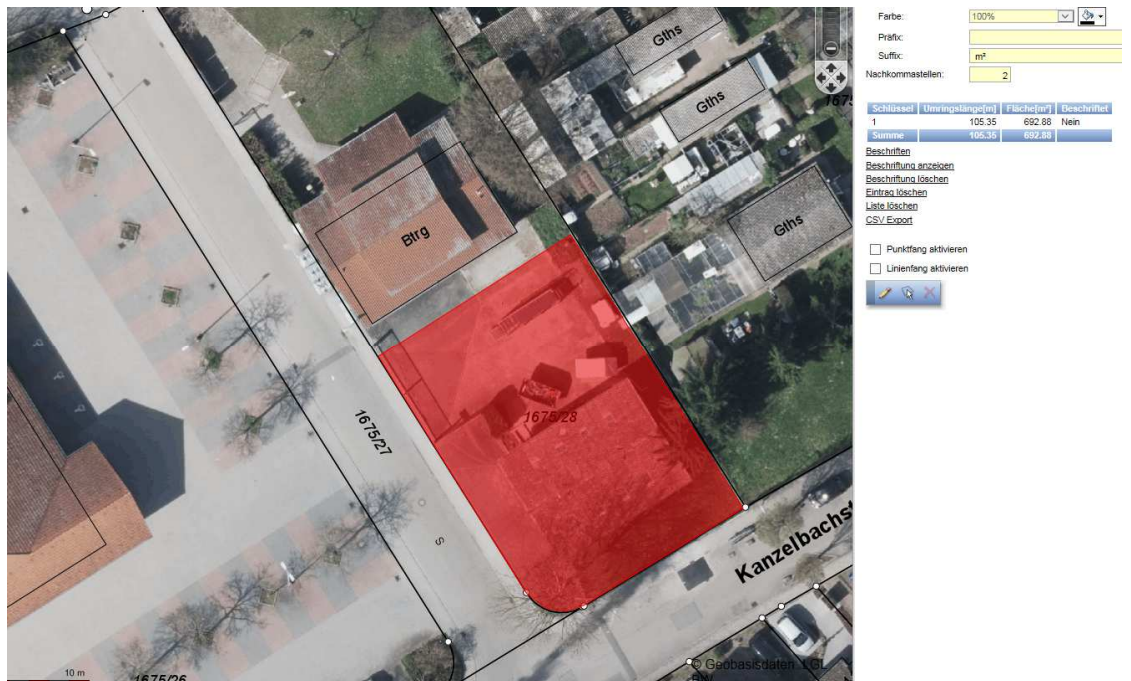 Gths
Gths
Gths
Btrg
1675/28
1675/27
S
10 m
1675/26
© Geobasisdaten LGL
Farbe:
100%
Präfix:
Suffix:
m²
Nachkommastellen:
2
Schlüssel Umringslänge[m] Fläche[m²] Beschriftet
1 105.35 692.88 Nein
Summe 105.35 692.88
Beschriften
Beschriftung anzeigen
Beschriftung löschen
Eintrag löschen
Liste löschen
CSV Export
Punktfang aktivieren
Linienfang aktivieren